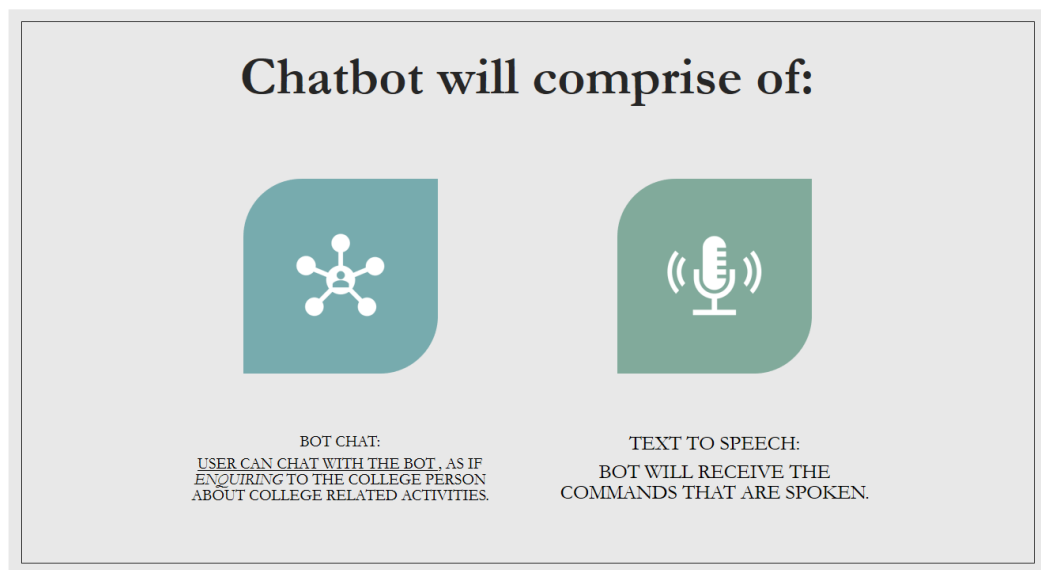 Chatbot will comprise of:
BOT CHAT:
USER CAN CHAT WITH THE BOT , AS IF
ENQUIRING TO THE COLLEGE PERSON
ABOUT COLLEGE RELATED ACTIVITIES.
TEXT TO SPEECH:
BOT WILL RECEIVE THE
COMMANDS THAT ARE SPOKEN.